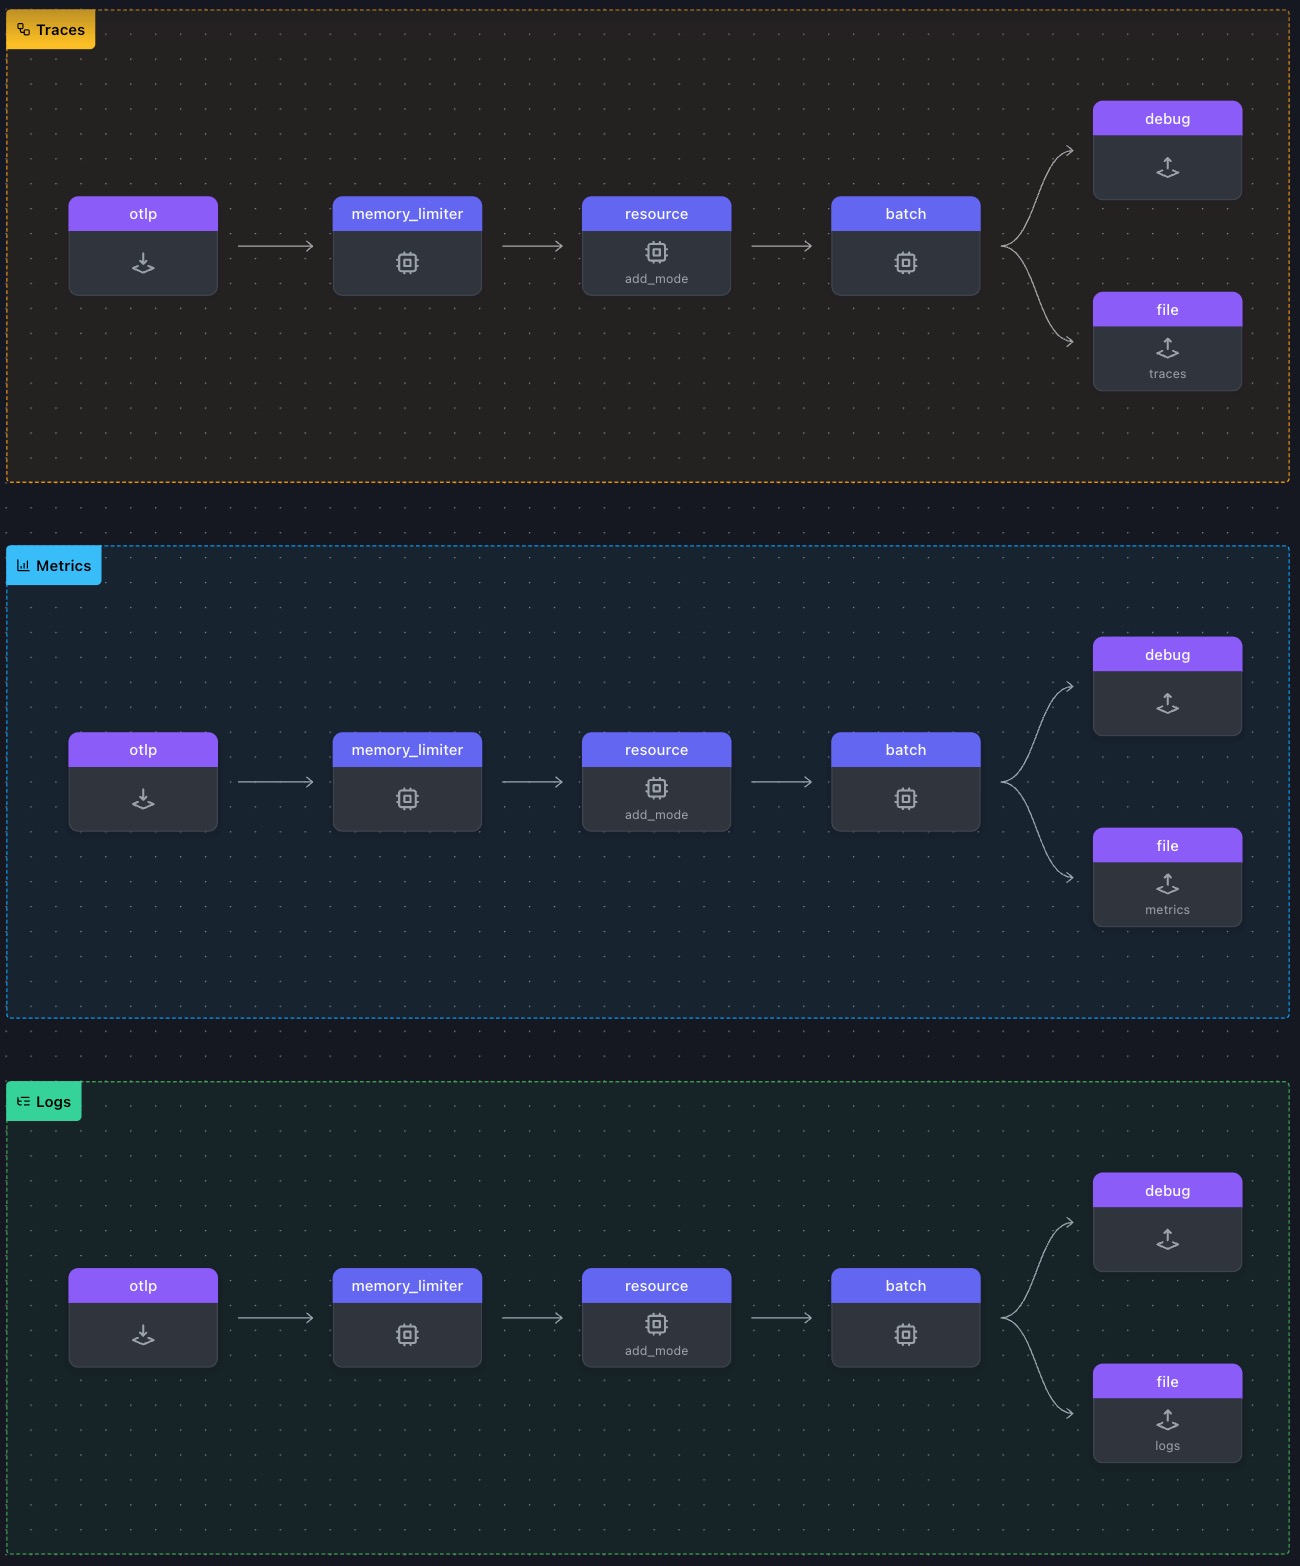 Traces
debug
otlp
memory_limiter
resource
batch
add_mode
file
traces
Metrics
debug
otlp
memory_limiter
resource
batch
add_mode
file
metrics
Logs
debug
otlp
memory_limiter
resource
batch
add_mode
file
logs